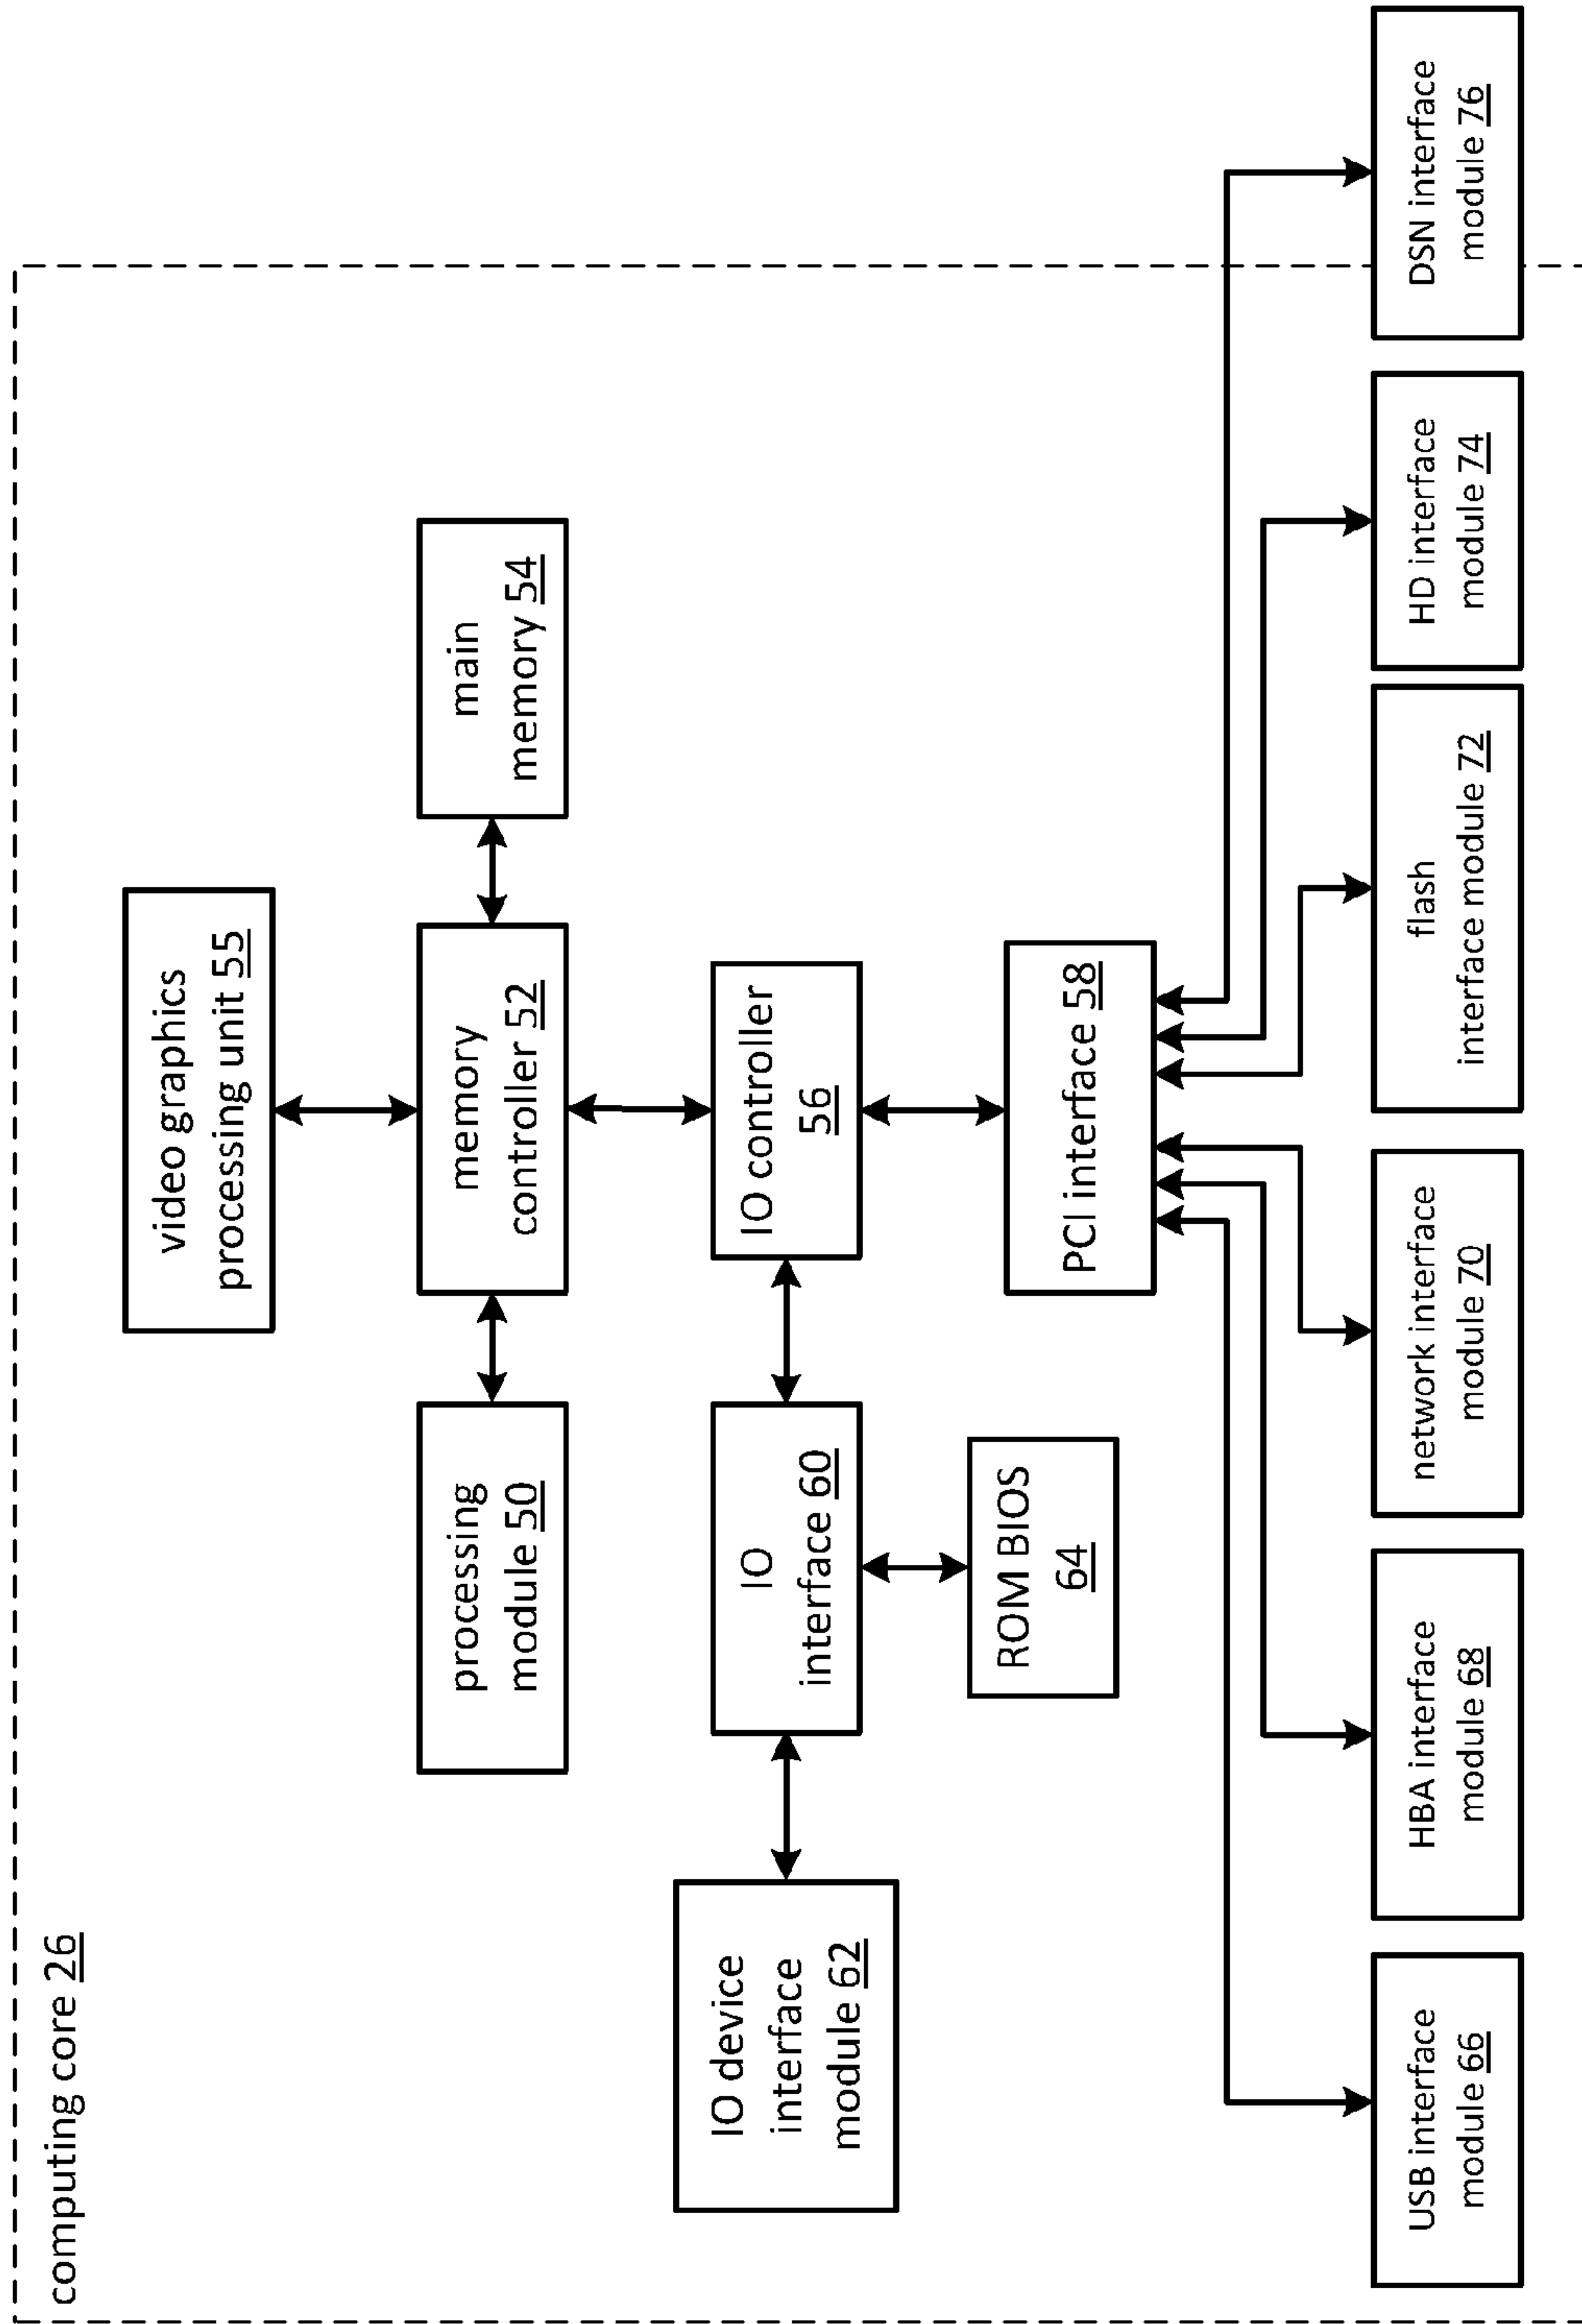 computing core 26
video graphics
processing unit 55
processing
module 50
memory
controller 52
main
memory 54
IO device
interface
module 62
IO
interface 60
IO controller
56
ROM BIOS
64
PCI interface 58
USB interface
module 66
HBA interface
module 68
network interface
module 70
flash
interface module 72
HD interface
module 74
DSN interface
module 76